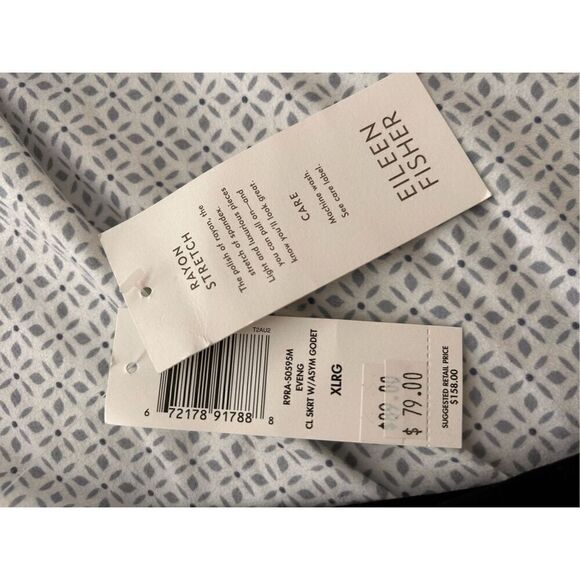 EILEEN
FISHER
RAYON
STRETCH
The polish of rayon, the
stretch of spandex.
Light and luxurious pieces
you can pull on—and
know you'll look great.
CARE
Machine wash.
See care label.
T2AU2
6 72178 91788 8
R9RA-S0595M
EVENG
CL SKRT W/ASYM GODET
XLRG
$ 79.00
SUGGESTED RETAIL PRICE
$158.00